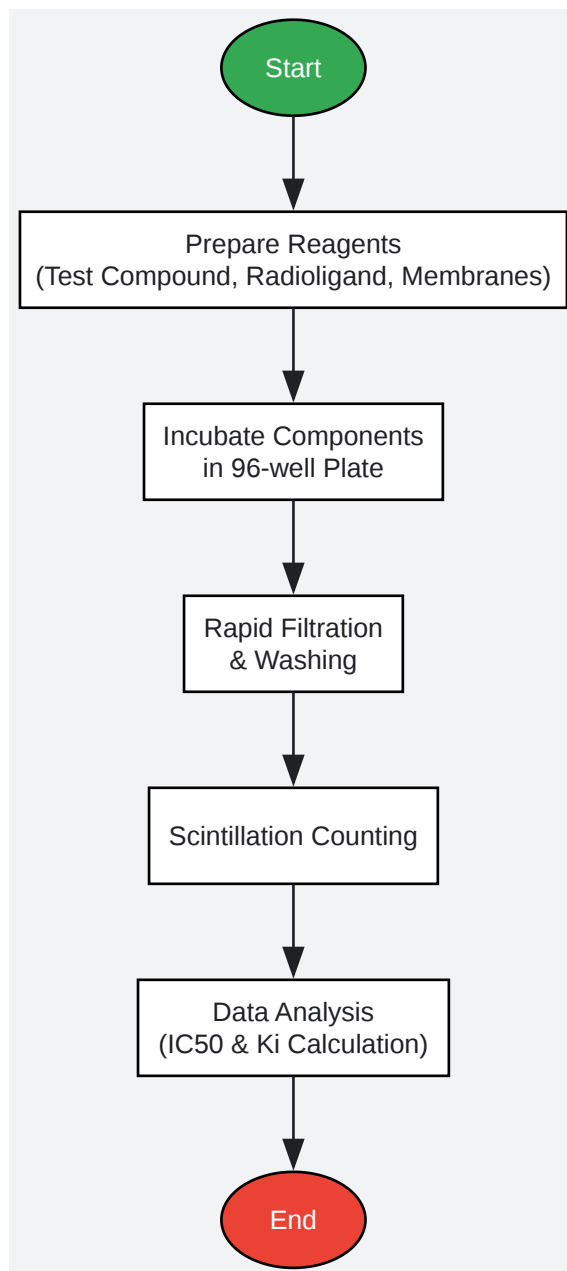 Start
Prepare Reagents
(Test Compound, Radioligand, Membranes)
Incubate Components
in 96-well Plate
Rapid Filtration
& Washing
Scintillation Counting
Data Analysis
(IC50 & Ki Calculation)
End